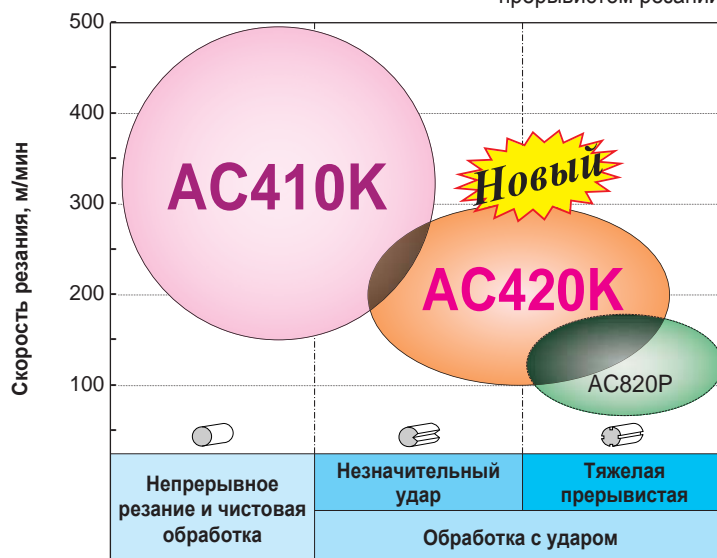 прерывистом резании
500
400
300
200
100
Скорость резания, м/мин
AC410K
Новый
AC420K
AC820P
Непрерывное
резание и чистовая
обработка
Незначительный
удар
Тяжелая
прерывистая
Обработка с ударом